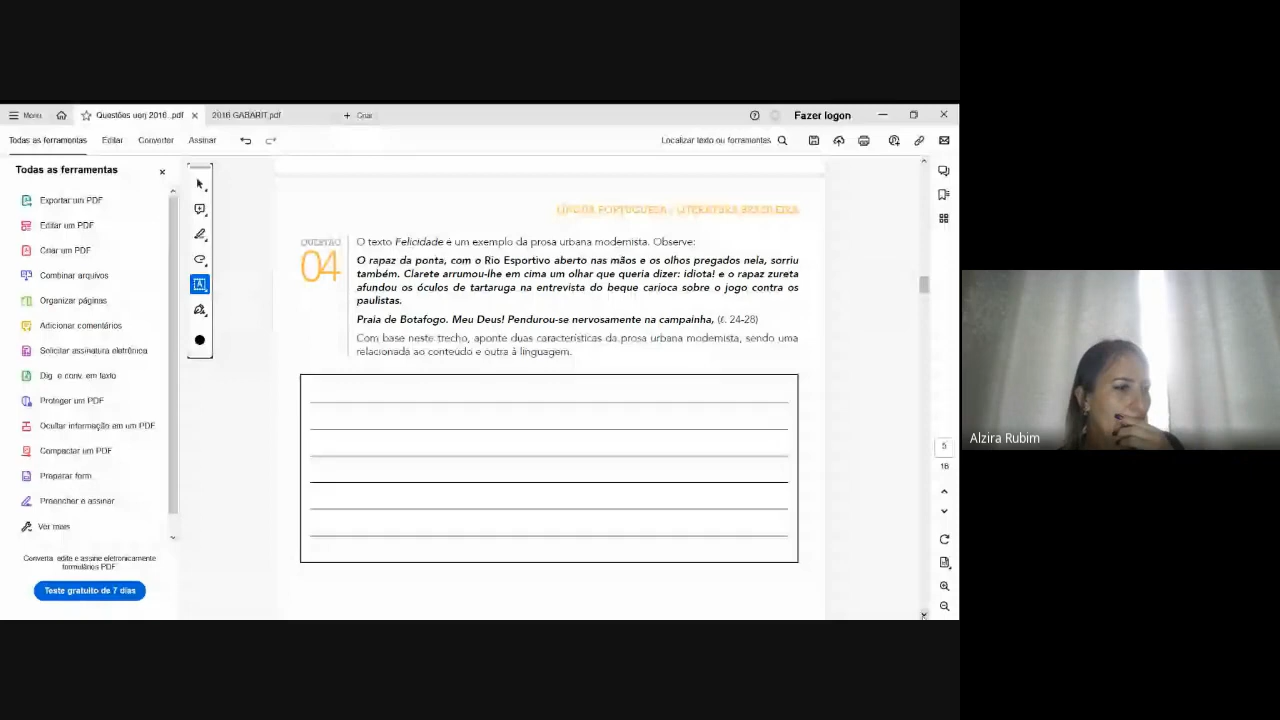 Menu
Questões uerj 2016 .pdf
2016 GABARIT.pdf
Criar
Fazer logon
Todas as ferramentas
Editar
Converter
Assinar
Localizar texto ou ferramentas
Todas as ferramentas
Exportar um PDF
Editar um PDF
Criar um PDF
Combinar arquivos
Organizar páginas
Adicionar comentários
Solicitar assinatura eletrônica
Dig. e conv. em texto
Proteger um PDF
Ocultar informação em um PDF
Compactar um PDF
Preparar form.
Preencher e assinar
Ver mais
Converta, edite e assine eletronicamente
formulários PDF
Teste gratuito de 7 dias
LÍNGUA PORTUGUESA | LITERATURA BRASILEIRA
QUESTÃO
04
O texto Felicidade é um exemplo da prosa urbana modernista. Observe:
O rapaz da ponta, com o Rio Esportivo aberto nas mãos e os olhos pregados nela, sorriu
também. Clarete arrumou-lhe em cima um olhar que queria dizer: idiota! e o rapaz zureta
afundou os óculos de tartaruga na entrevista do beque carioca sobre o jogo contra os
paulistas.
Praia de Botafogo. Meu Deus! Pendurou-se nervosamente na campainha, (ℓ. 24-28)
Com base neste trecho, aponte duas características da prosa urbana modernista, sendo uma
relacionada ao conteúdo e outra à linguagem.
5
18
Alzira Rubim